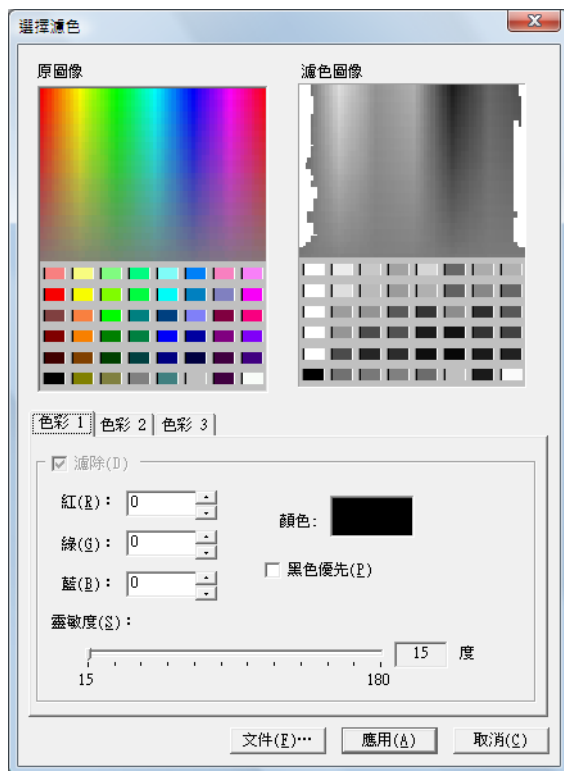 選擇濾色
原圖像
濾色圖像
色彩 1 色彩 2 色彩 3
濾除(D)
紅(R): 0
顏色:
綠(G): 0
藍(B): 0
黑色優先(P)
靈敏度(S):
15 度
15 180
文件(F)⋯ 應用(A) 取消(C)